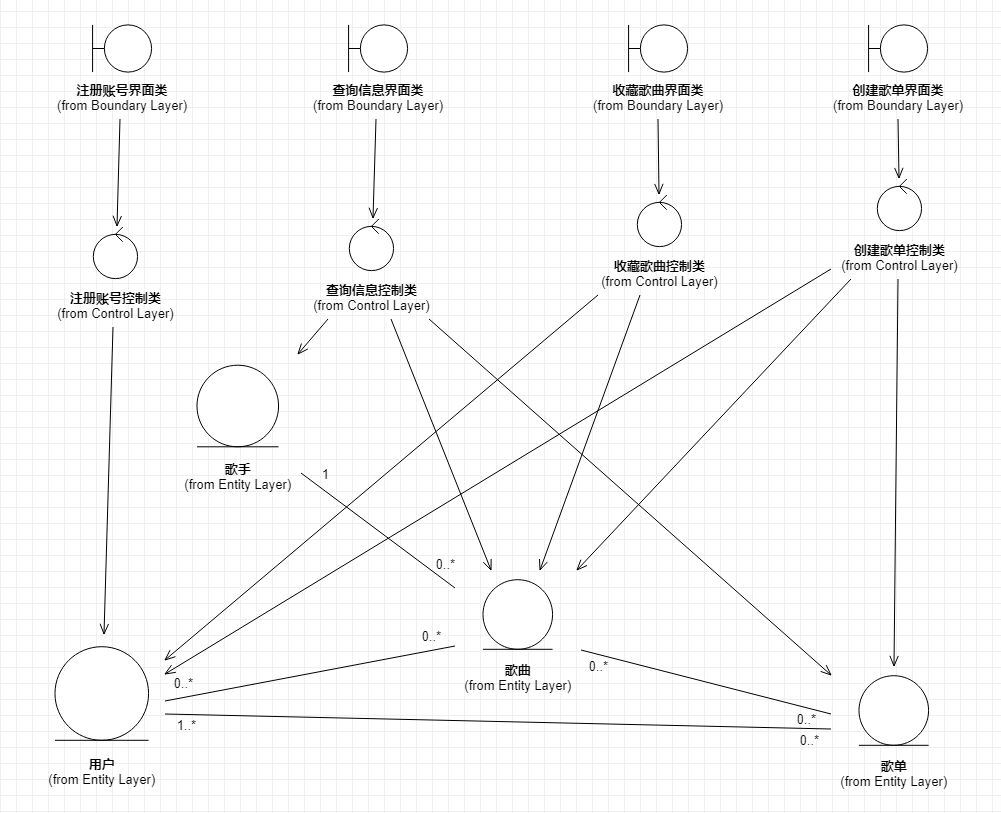 注册账号界面类
(from Boundary Layer)
查询信息界面类
(from Boundary Layer)
收藏歌曲界面类
(from Boundary Layer)
创建歌单界面类
(from Boundary Layer)
注册账号控制类
(from Control Layer)
查询信息控制类
(from Control Layer)
收藏歌曲控制类
(from Control Layer)
创建歌单控制类
(from Control Layer)
歌手
(from Entity Layer)
1
0..*
0..*
0..*
1..*
歌曲
(from Entity Layer)
0..*
0..*
0..*
用户
(from Entity Layer)
歌单
(from Entity Layer)